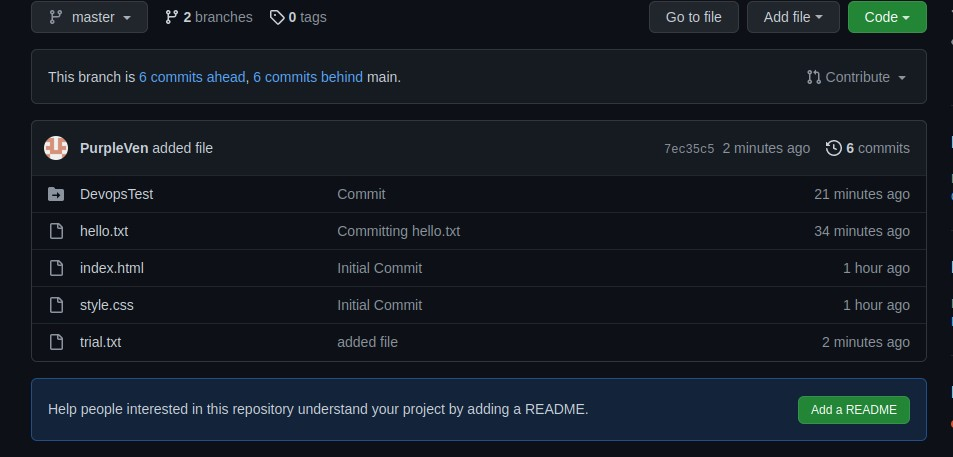 master 2 branches 0 tags Go to file Add file Code
This branch is 6 commits ahead, 6 commits behind main. Contribute
PurpleVen added file 7ec35c5 2 minutes ago 6 commits
DevopsTest Commit 21 minutes ago
hello.txt Committing hello.txt 34 minutes ago
index.html Initial Commit 1 hour ago
style.css Initial Commit 1 hour ago
trial.txt added file 2 minutes ago
Help people interested in this repository understand your project by adding a README. Add a README